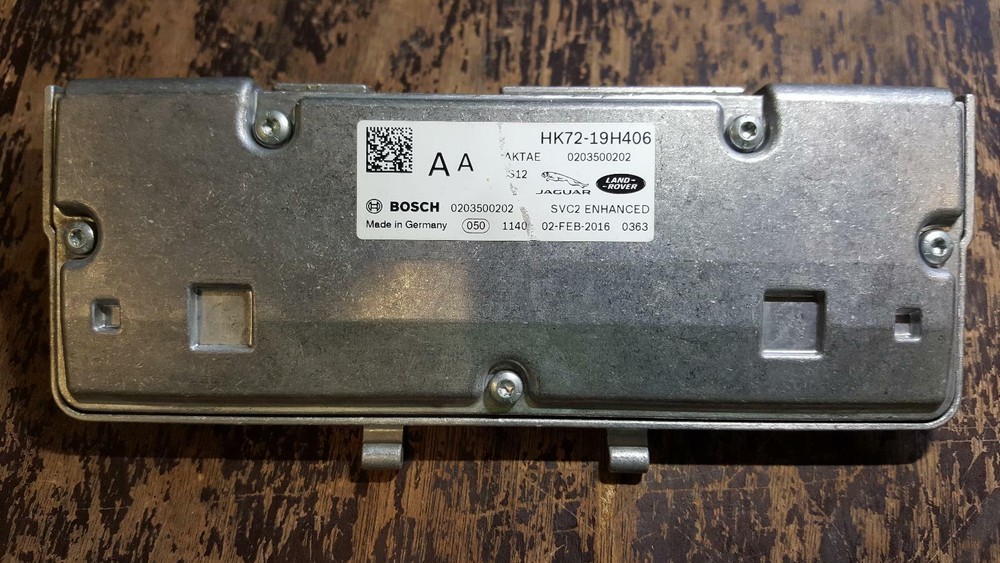 HK72-19H406
A A
AKTAE 0203500202
S12
JAGUAR
LAND-
-ROVER
BOSCH 0203500202 SVC2 ENHANCED
Made in Germany 050 1140 02-FEB-2016 0363